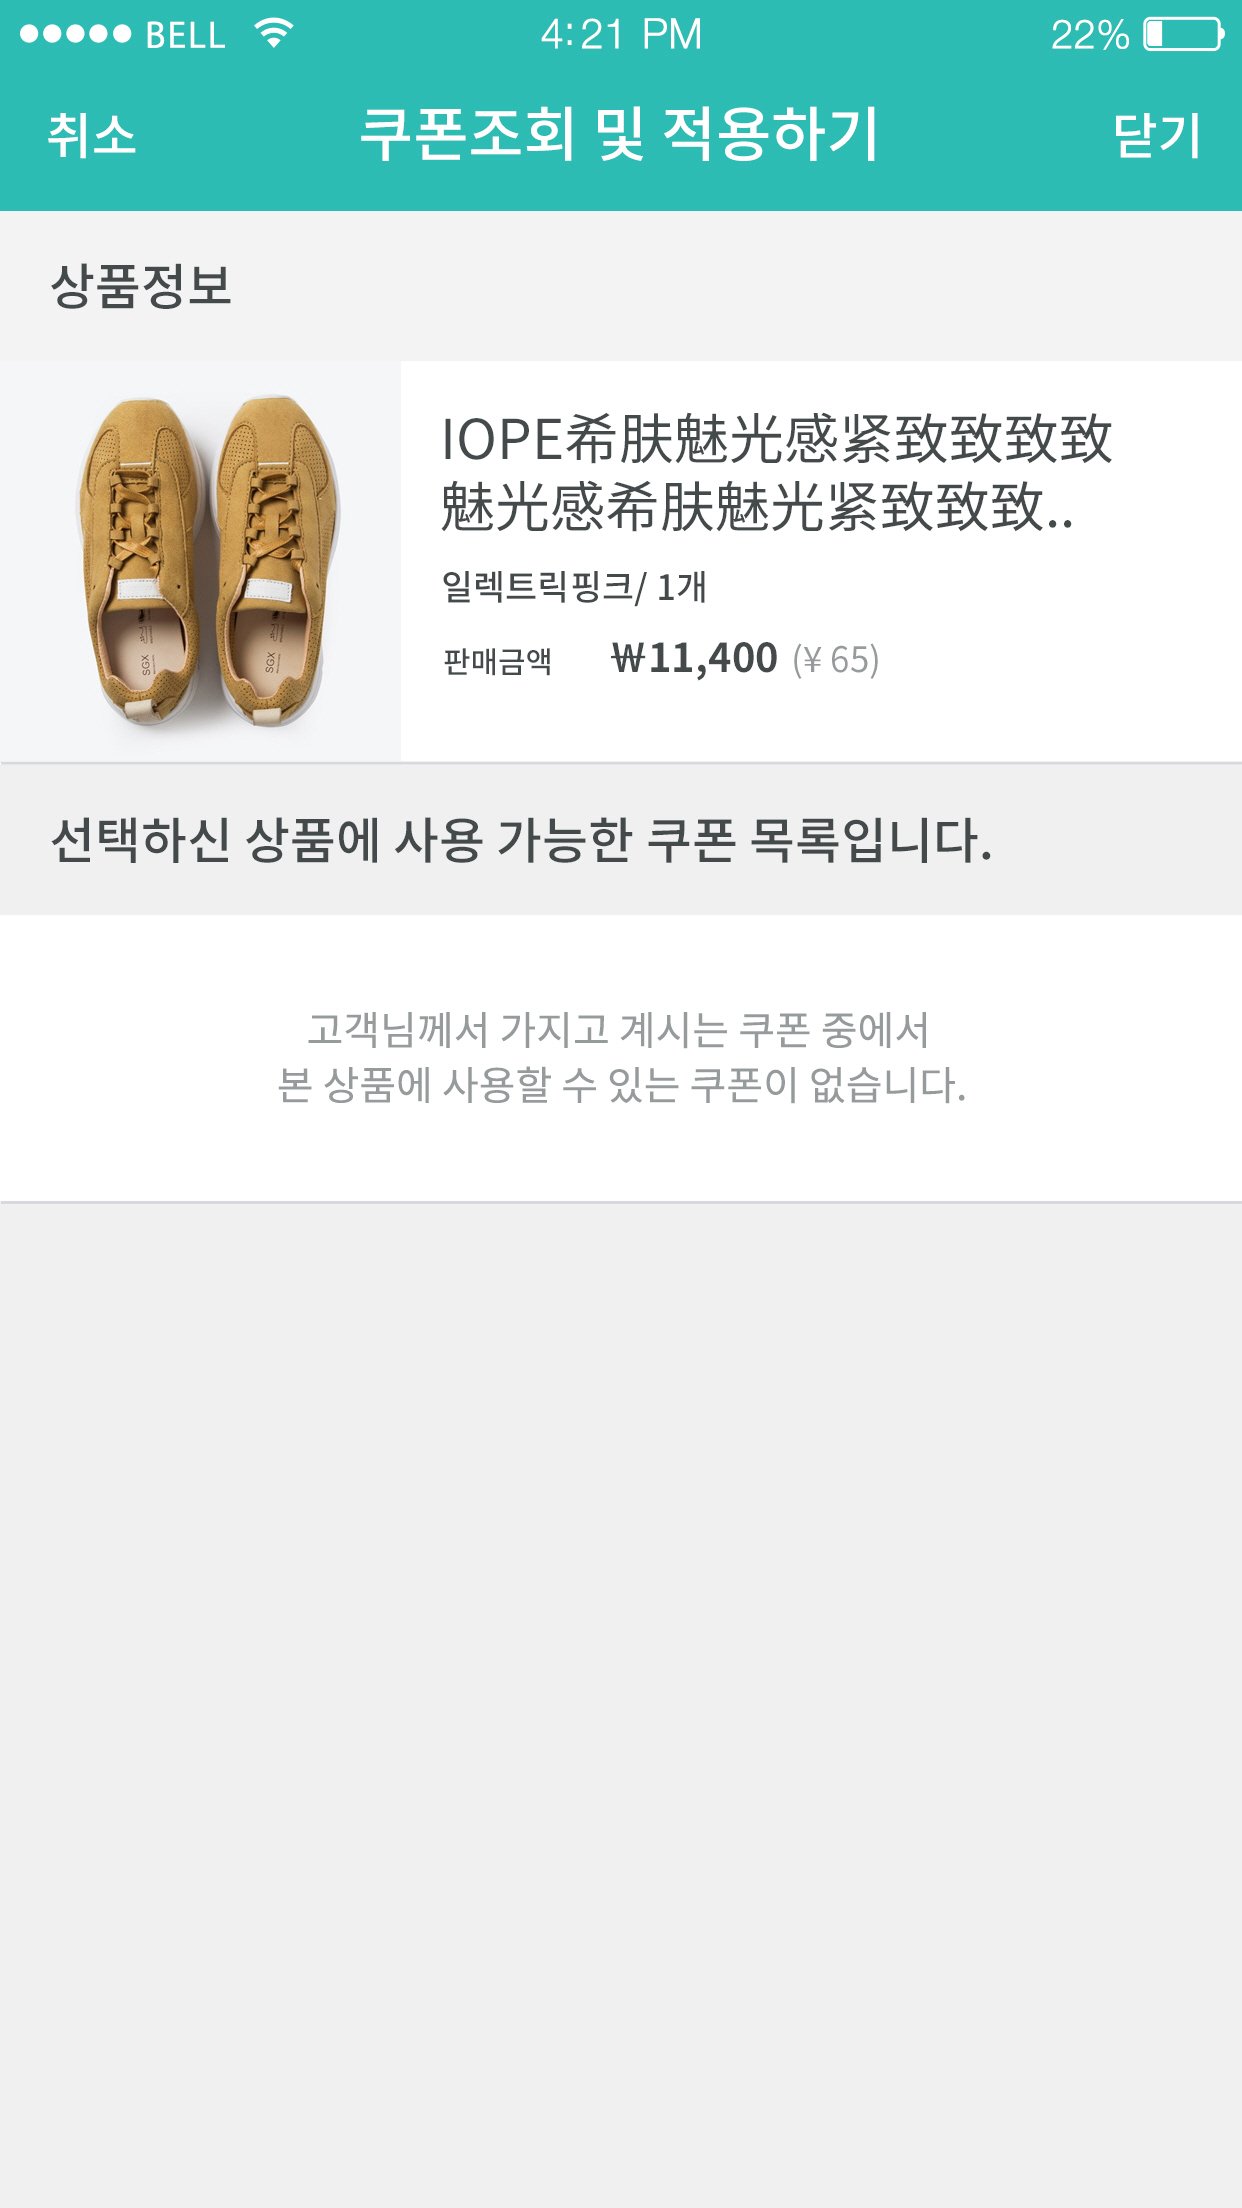 BELL 4:21 PM 22%
취소 쿠폰조회 및 적용하기 닫기
상품정보
IOPE希肤魅光感紧致致致致
魅光感希肤魅光紧致致致..
일렉트릭핑크/ 1개
판매금액 ₩11,400 (¥ 65)
SGX SGX
선택하신 상품에 사용 가능한 쿠폰 목록입니다.
고객님께서 가지고 계시는 쿠폰 중에서
본 상품에 사용할 수 있는 쿠폰이 없습니다.